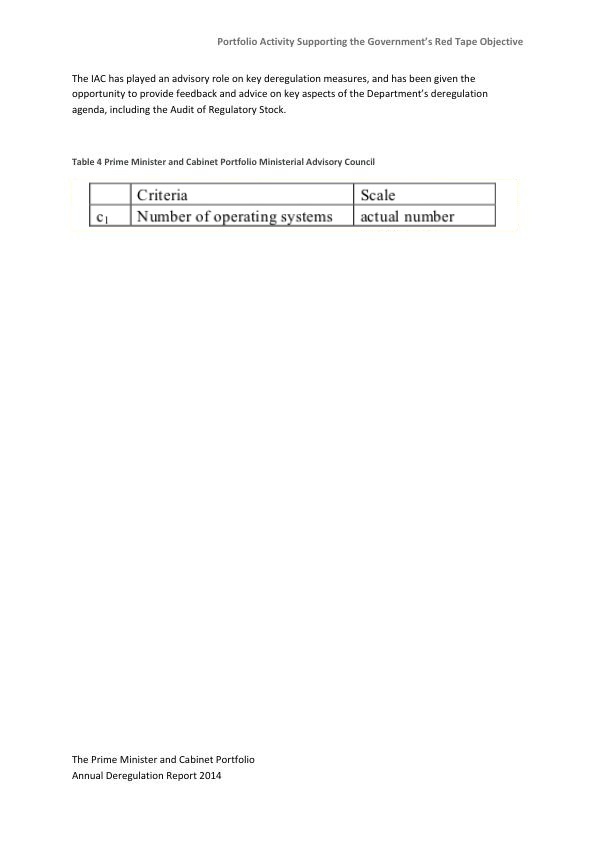 Portfolio Activity Supporting the Government’s Red Tape Objective
The IAC has played an advisory role on key deregulation measures, and has been given the
opportunity to provide feedback and advice on key aspects of the Department’s deregulation
agenda, including the Audit of Regulatory Stock.
Table 4 Prime Minister and Cabinet Portfolio Ministerial Advisory Council
Criteria Scale
c₁ Number of operating systems actual number
The Prime Minister and Cabinet Portfolio
Annual Deregulation Report 2014